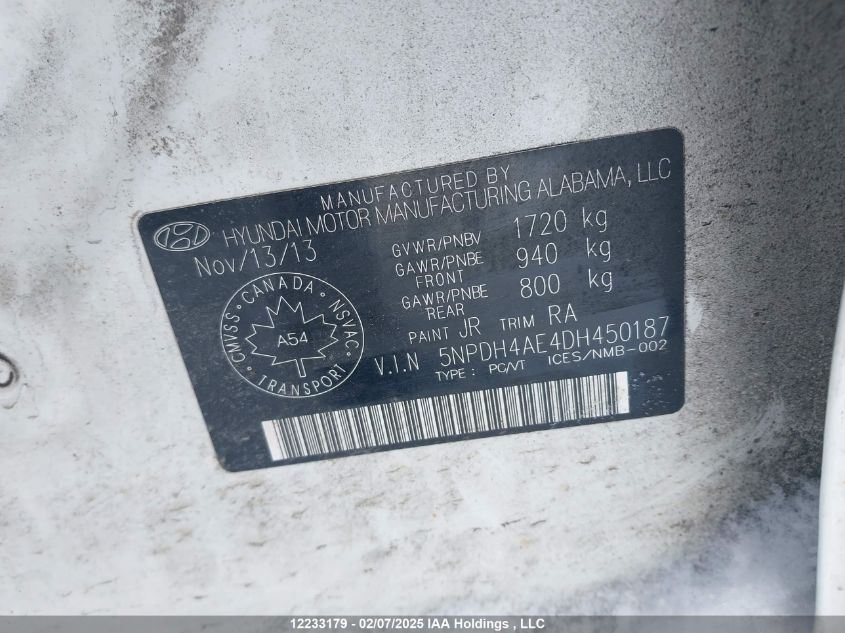 MANUFACTURED BY
HYUNDAI MOTOR MANUFACTURING ALABAMA, LLC
Nov/13/13
GVWR/PNBV 1720 kg
GAWR/PNBE FRONT 940 kg
GAWR/PNBE REAR 800 kg
PAINT JR TRIM RA
V.I.N 5NPDH4AE4DH450187
TYPE : PC/VT ICES/NMB-002
CMVSS • CANADA • NSVAC
A54
• TRANSPORT •
12233179 - 02/07/2025 IAA Holdings , LLC